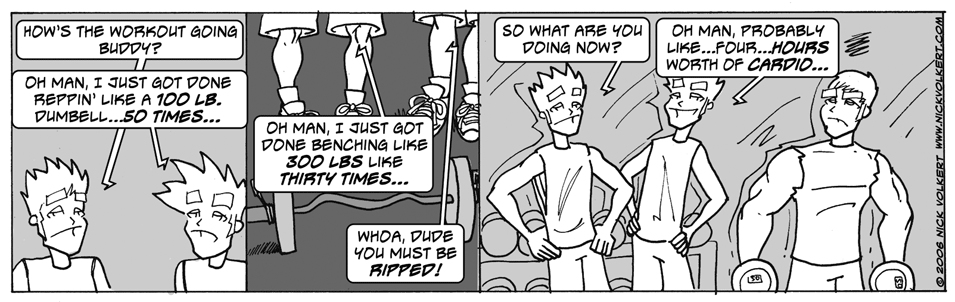 HOW'S THE WORKOUT GOING
BUDDY?
OH MAN, I JUST GOT DONE
REPPIN' LIKE A 100 LB.
DUMBELL...50 TIMES...
OH MAN, I JUST GOT
DONE BENCHING LIKE
300 LBS LIKE
THIRTY TIMES...
WHOA, DUDE
YOU MUST BE
RIPPED!
SO WHAT ARE YOU
DOING NOW?
OH MAN, PROBABLY
LIKE...FOUR...HOURS
WORTH OF CARDIO...
50
© 2006 NICK VOLKERT WWW.NICKVOLKERT.COM